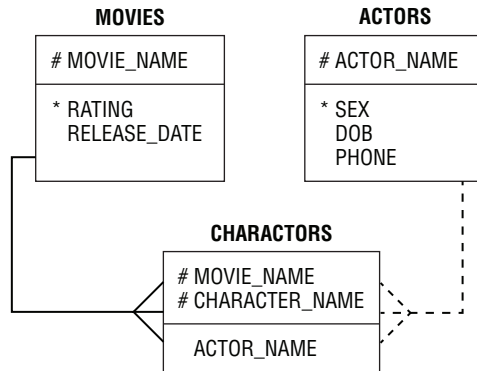 MOVIES
# MOVIE_NAME
* RATING
RELEASE_DATE
ACTORS
# ACTOR_NAME
* SEX
DOB
PHONE
CHARACTORS
# MOVIE_NAME
# CHARACTER_NAME
ACTOR_NAME